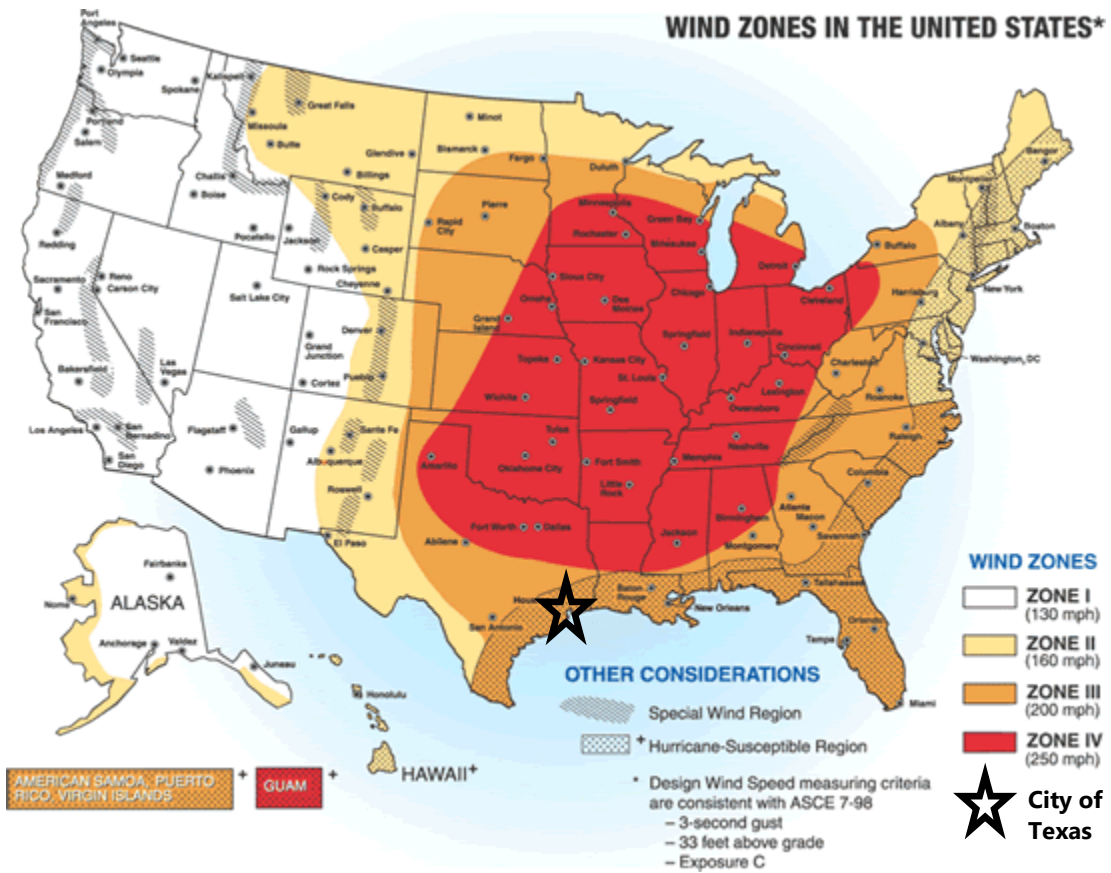 WIND ZONES IN THE UNITED STATES*
Port
Angeles
Seattle
Olympia
Spokane
Kalispell
Great Falls
Missoula
Butte
Glendive
Billings
Minot
Bismarck
Fargo
Duluth
Portland
Salem
Medford
Challis
Boise
Pocatello
Cody
Buffalo
Jackson
Casper
Rock Springs
Cheyenne
Rapid
City
Pierre
Minneapolis
Rochester
Green Bay
Milwaukee
Detroit
Chicago
Cleveland
Buffalo
Albany
Montpelier
Bangor
Boston
New York
Harrisburg
Washington, DC
Redding
Sacramento
Reno
Carson City
San
Francisco
Salt Lake City
Grand
Junction
Cortez
Denver
Pueblo
Sioux City
Omaha
Des
Moines
Grand
Island
Topeka
Kansas City
St. Louis
Springfield
Indianapolis
Cincinnati
Charleston
Roanoke
Lexington
Owensboro
Raleigh
Bakersfield
Las
Vegas
Los Angeles
San
Bernadino
San
Diego
Flagstaff
Phoenix
Gallup
Sante Fe
Albuquerque
Roswell
El Paso
Wichita
Springfield
Tulsa
Amarillo
Oklahoma City
Fort Smith
Little
Rock
Memphis
Nashville
Columbia
Atlanta
Macon
Savannah
Birmingham
Montgomery
Jackson
Fort Worth
Dallas
Abilene
San Antonio
Baton
Rouge
New Orleans
Tallahassee
Orlando
Tampa
Miami
Fairbanks
Nome
ALASKA
Anchorage
Valdez
Juneau
Honolulu
HAWAII+
AMERICAN SAMOA, PUERTO
RICO, VIRGIN ISLANDS
+
GUAM
+
OTHER CONSIDERATIONS
Special Wind Region
+ Hurricane-Susceptible Region
* Design Wind Speed measuring criteria
are consistent with ASCE 7-98
– 3-second gust
– 33 feet above grade
– Exposure C
WIND ZONES
ZONE I
(130 mph)
ZONE II
(160 mph)
ZONE III
(200 mph)
ZONE IV
(250 mph)
City of
Texas